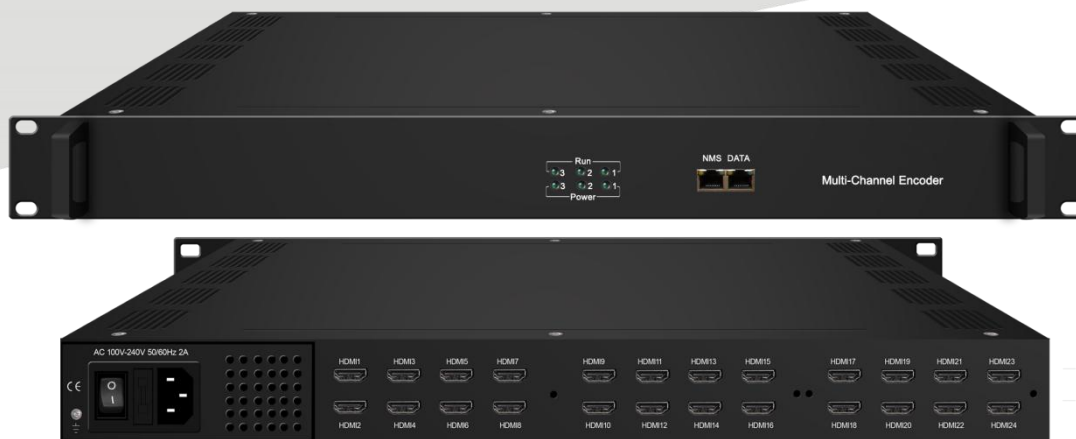 Run
3 2 1
3 2 1
Power
NMS DATA
Multi-Channel Encoder
AC 100V-240V 50/60Hz 2A
O
I
CE
HDMI1 HDMI3 HDMI5 HDMI7 HDMI9 HDMI11 HDMI13 HDMI15 HDMI17 HDMI19 HDMI21 HDMI23
HDMI2 HDMI4 HDMI6 HDMI8 HDMI10 HDMI12 HDMI14 HDMI16 HDMI18 HDMI20 HDMI22 HDMI24